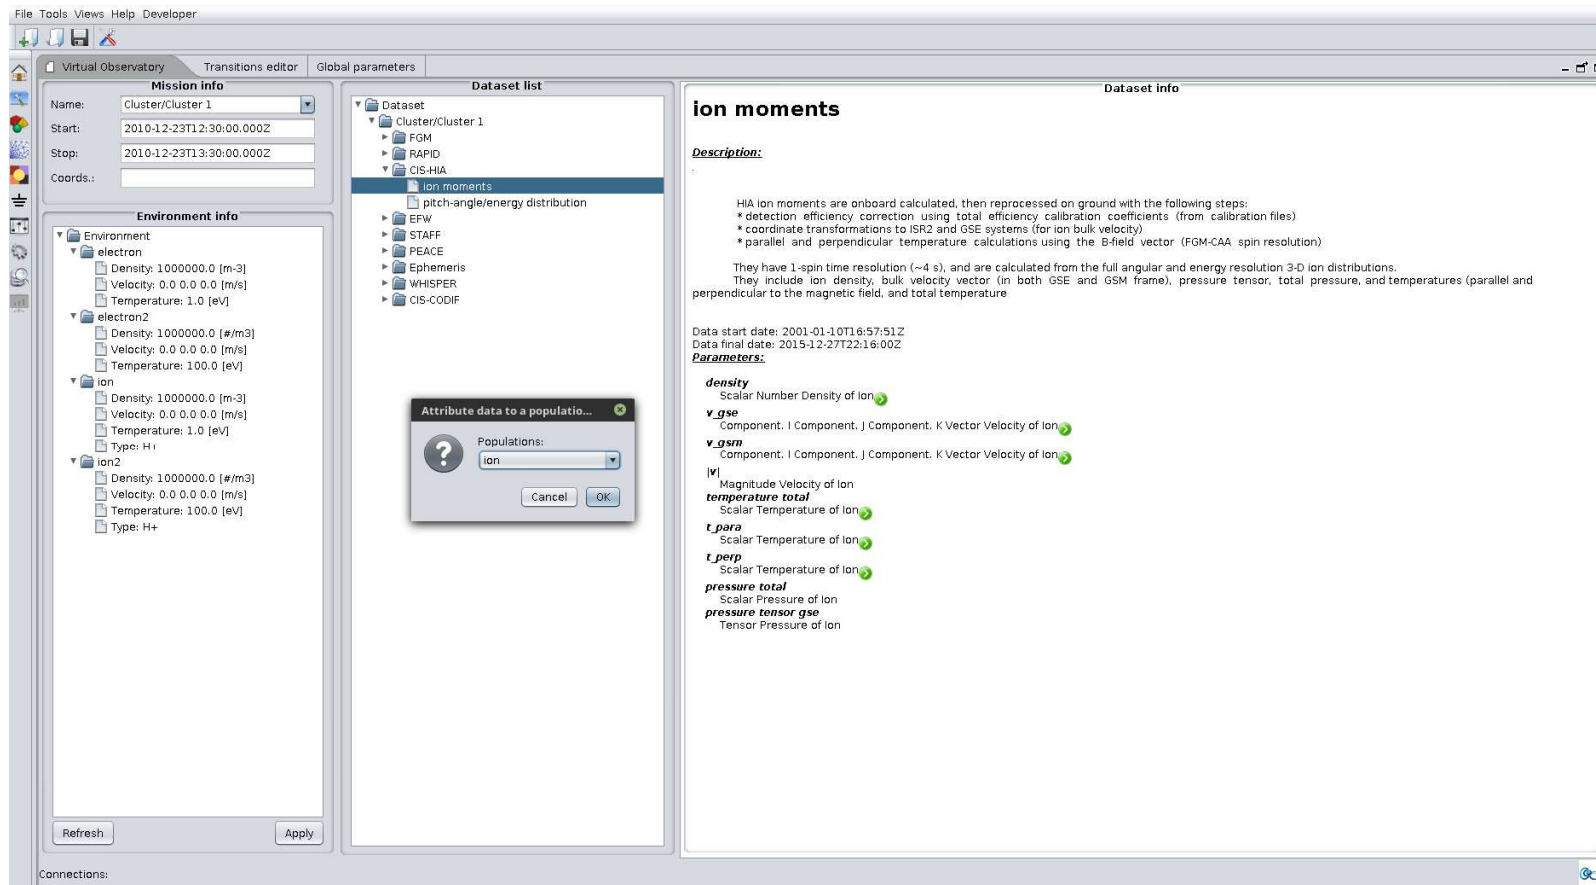 File Tools Views Help Developer
Virtual Observatory Transitions editor Global parameters
Mission info
Name: Cluster/Cluster 1
Start: 2010-12-23T12:30:00.000Z
Stop: 2010-12-23T13:30:00.000Z
Coords.:
Environment info
Environment
electron
Density: 1000000.0 [m-3]
Velocity: 0.0 0.0 0.0 [m/s]
Temperature: 1.0 [eV]
electron2
Density: 1000000.0 [#/m3]
Velocity: 0.0 0.0 0.0 [m/s]
Temperature: 100.0 [eV]
ion
Density: 1000000.0 [m-3]
Velocity: 0.0 0.0 0.0 [m/s]
Temperature: 1.0 [eV]
Type: H+
ion2
Density: 1000000.0 [#/m3]
Velocity: 0.0 0.0 0.0 [m/s]
Temperature: 100.0 [eV]
Type: H+
Refresh Apply
Dataset list
Dataset
Cluster/Cluster 1
FGM
RAPID
CIS-HIA
ion moments
pitch-angle/energy distribution
EFW
STAFF
PEACE
Ephemeris
WHISPER
CIS-CODIF
Attribute data to a populatio...
Populations:
ion
Cancel OK
Dataset info
ion moments
Description:
.
HIA ion moments are onboard calculated, then reprocessed on ground with the following steps:
* detection efficiency correction using total efficiency calibration coefficients (from calibration files)
* coordinate transformations to ISR2 and GSE systems (for ion bulk velocity)
* parallel and perpendicular temperature calculations using the B-field vector (FGM-CAA spin resolution)
They have 1-spin time resolution (~4 s), and are calculated from the full angular and energy resolution 3-D ion distributions.
They include ion density, bulk velocity vector (in both GSE and GSM frame), pressure tensor, total pressure, and temperatures (parallel and
perpendicular to the magnetic field, and total temperature
Data start date: 2001-01-10T16:57:51Z
Data final date: 2015-12-27T22:16:00Z
Parameters:
density
Scalar Number Density of Ion
v_gse
Component. I Component. J Component. K Vector Velocity of Ion
v_gsm
Component. I Component. J Component. K Vector Velocity of Ion
|v|
Magnitude Velocity of Ion
temperature total
Scalar Temperature of Ion
t_para
Scalar Temperature of Ion
t_perp
Scalar Temperature of Ion
pressure total
Scalar Pressure of Ion
pressure tensor gse
Tensor Pressure of Ion
Connections: